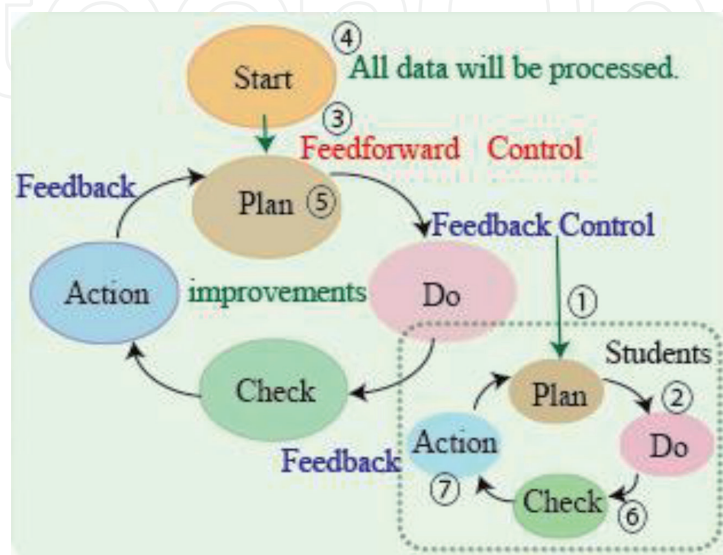 ④
Start
All data will be processed.
③
Feedforward Control
Feedback
Plan ⑤
Feedback Control
Action
improvements
Do
①
Students
Check
Plan
②
Feedback
Action
Do
⑦
Check
⑥